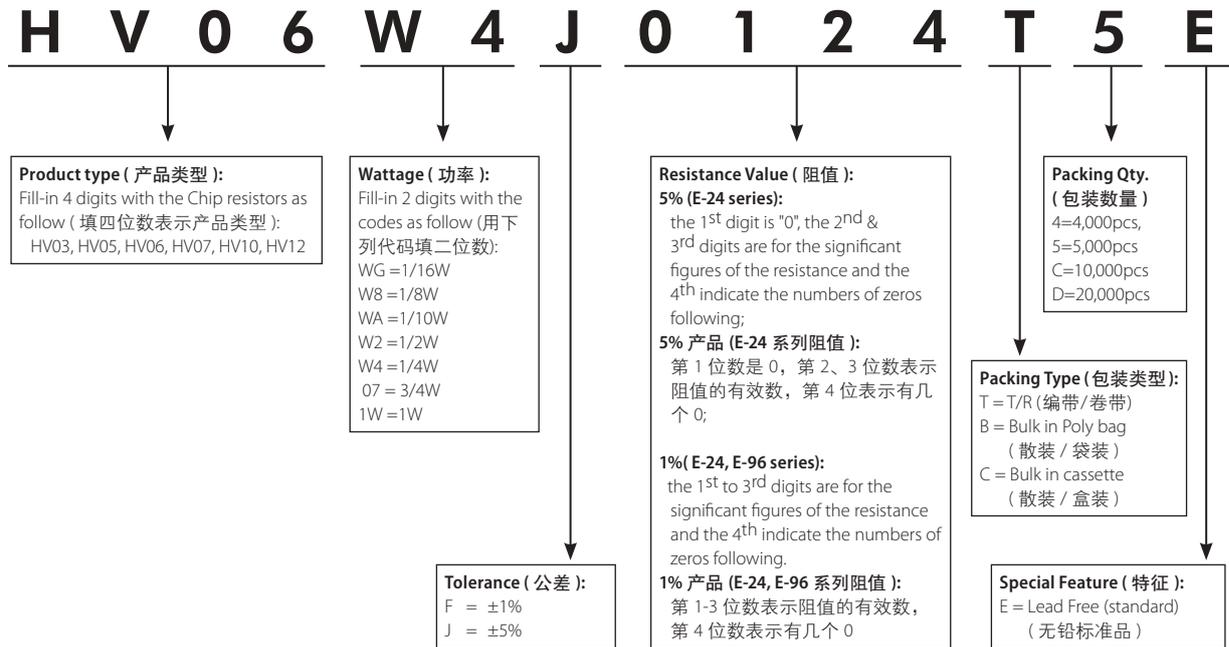 H V 0 6 W 4 J 0 1 2 4 T 5 E
Product type ( 产品类型 ):
Fill-in 4 digits with the Chip resistors as
follow ( 填四位数表示产品类型 ):
HV03, HV05, HV06, HV07, HV10, HV12
Wattage ( 功率 ):
Fill-in 2 digits with the
codes as follow (用下
列代码填二位数):
WG =1/16W
W8 =1/8W
WA =1/10W
W2 =1/2W
W4 =1/4W
07 = 3/4W
1W =1W
Tolerance ( 公差 ):
F = ±1%
J = ±5%
Resistance Value ( 阻值 ):
5% (E-24 series):
the 1st digit is "0", the 2nd &
3rd digits are for the significant
figures of the resistance and the
4th indicate the numbers of zeros
following;
5% 产品 (E-24 系列阻值 ):
第 1 位数是 0，第 2、3 位数表示
阻值的有效数，第 4 位表示有几
个 0;
1%( E-24, E-96 series):
the 1st to 3rd digits are for the
significant figures of the resistance
and the 4th indicate the numbers of
zeros following.
1% 产品 (E-24, E-96 系列阻值 ):
第 1-3 位数表示阻值的有效数，
第 4 位数表示有几个 0
Packing Type (包装类型):
T = T/R (编带/卷带)
B = Bulk in Poly bag
( 散装 / 袋装 )
C = Bulk in cassette
( 散装 / 盒装 )
Packing Qty.
( 包装数量 )
4=4,000pcs,
5=5,000pcs
C=10,000pcs
D=20,000pcs
Special Feature ( 特征 ):
E = Lead Free (standard)
( 无铅标准品 )